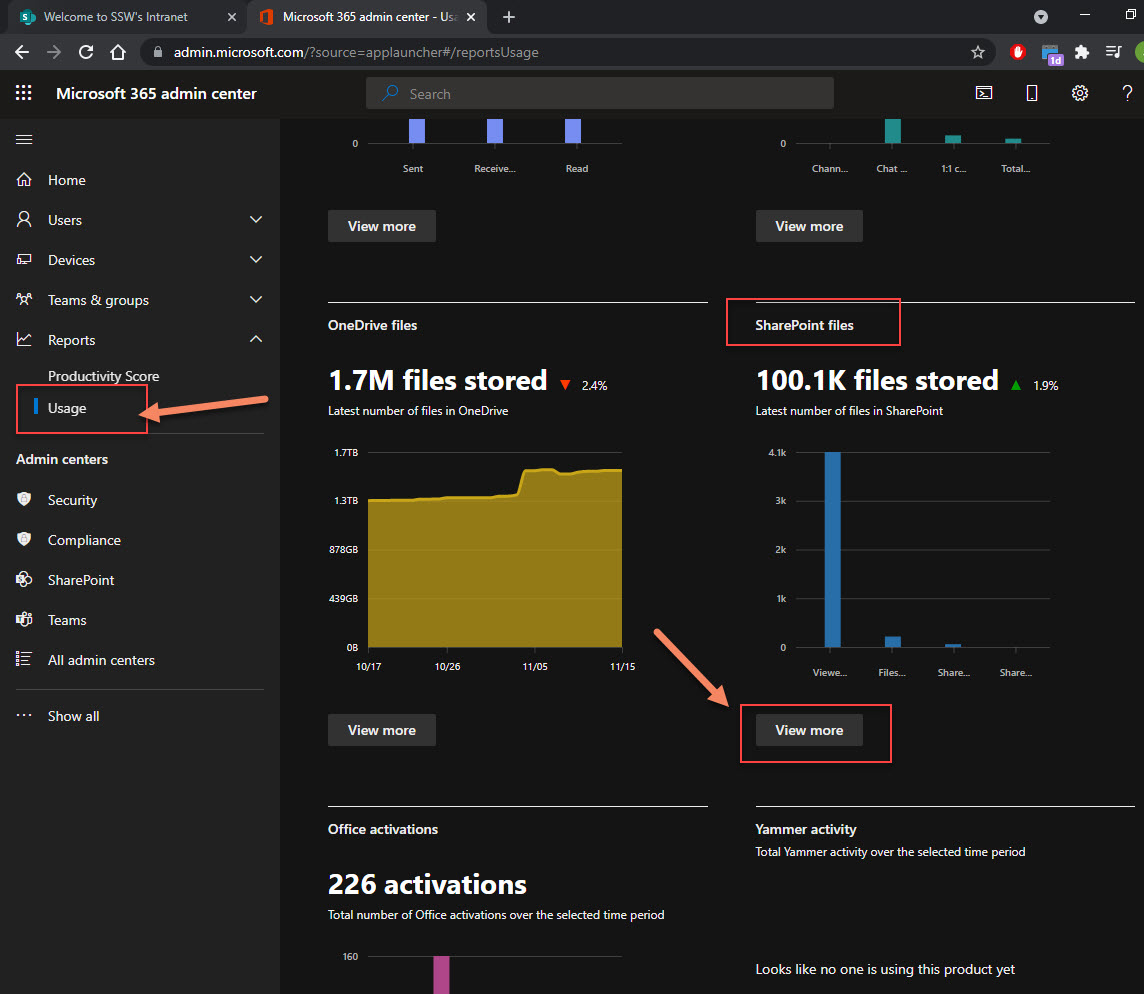 Welcome to SSW's Intranet
Microsoft 365 admin center - Usa
admin.microsoft.com/?source=applauncher#/reportsUsage
1d
Microsoft 365 admin center
Search
Home
Users
Devices
Teams & groups
Reports
Productivity Score
Usage
Admin centers
Security
Compliance
SharePoint
Teams
All admin centers
Show all
0
Sent Receive... Read
View more
0
Chann... Chat ... 1:1 c... Total...
View more
OneDrive files
1.7M files stored 2.4%
Latest number of files in OneDrive
1.7TB
1.3TB
878GB
439GB
0B
10/17 10/26 11/05 11/15
View more
SharePoint files
100.1K files stored 1.9%
Latest number of files in SharePoint
4.1k
3k
2k
1k
0
Viewe... Files... Share... Share...
View more
Office activations
226 activations
Total number of Office activations over the selected time period
160
Yammer activity
Total Yammer activity over the selected time period
Looks like no one is using this product yet